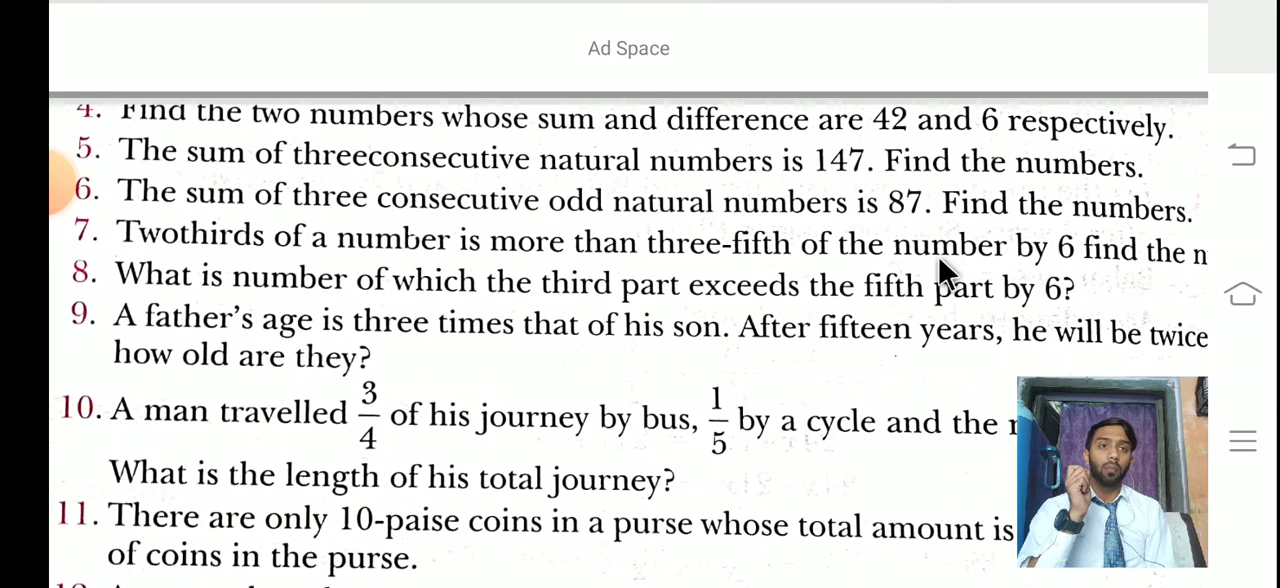 Ad Space
4. Find the two numbers whose sum and difference are 42 and 6 respectively.
5. The sum of threeconsecutive natural numbers is 147. Find the numbers.
6. The sum of three consecutive odd natural numbers is 87. Find the numbers.
7. Twothirds of a number is more than three-fifth of the number by 6 find the n
8. What is number of which the third part exceeds the fifth part by 6?
9. A father's age is three times that of his son. After fifteen years, he will be twice
how old are they?
10. A man travelled 3/4 of his journey by bus, 1/5 by a cycle and the
What is the length of his total journey?
11. There are only 10-paise coins in a purse whose total amount is
of coins in the purse.